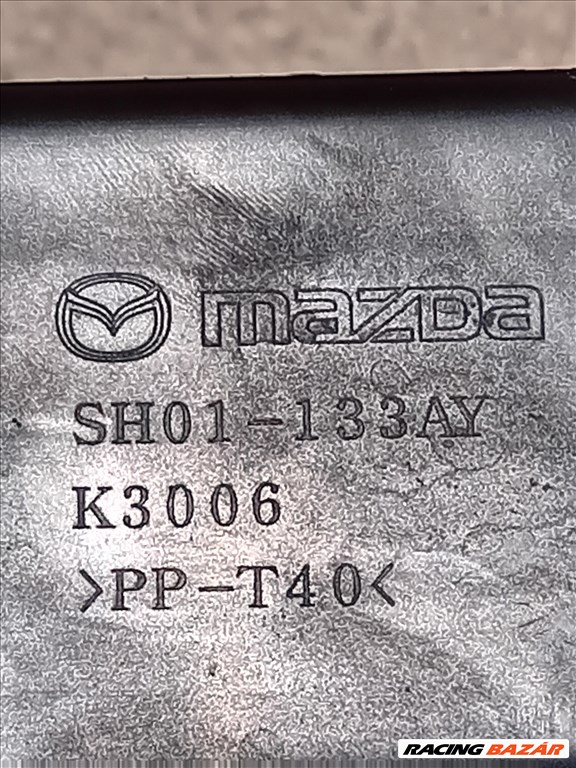 mazda
SH01-133AY
K3006
>PP-T40<
RACING BAZÁR